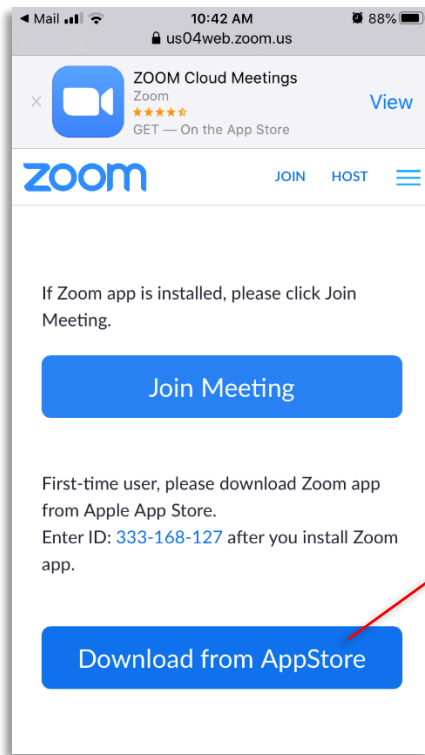 Mail
10:42 AM
88%
us04web.zoom.us
ZOOM Cloud Meetings
Zoom
GET — On the App Store
View
zoom
JOIN HOST
If Zoom app is installed, please click Join
Meeting.
Join Meeting
First-time user, please download Zoom app
from Apple App Store.
Enter ID: 333-168-127 after you install Zoom
app.
Download from AppStore